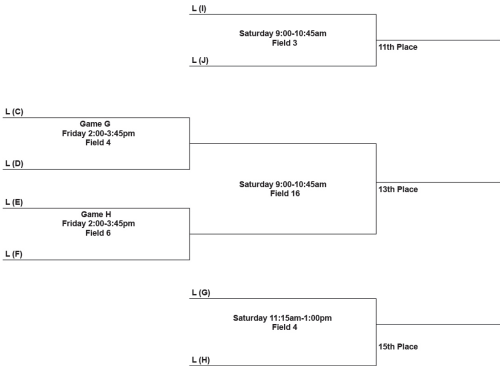 L (I)
Saturday 9:00-10:45am
Field 3
11th Place
L (J)
L (C)
Game G
Friday 2:00-3:45pm
Field 4
L (D)
Saturday 9:00-10:45am
Field 16
13th Place
L (E)
Game H
Friday 2:00-3:45pm
Field 6
L (F)
L (G)
Saturday 11:15am-1:00pm
Field 4
15th Place
L (H)